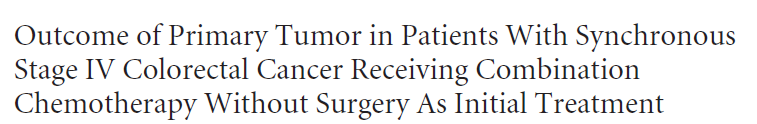 Outcome of Primary Tumor in Patients With Synchronous
Stage IV Colorectal Cancer Receiving Combination
Chemotherapy Without Surgery As Initial Treatment